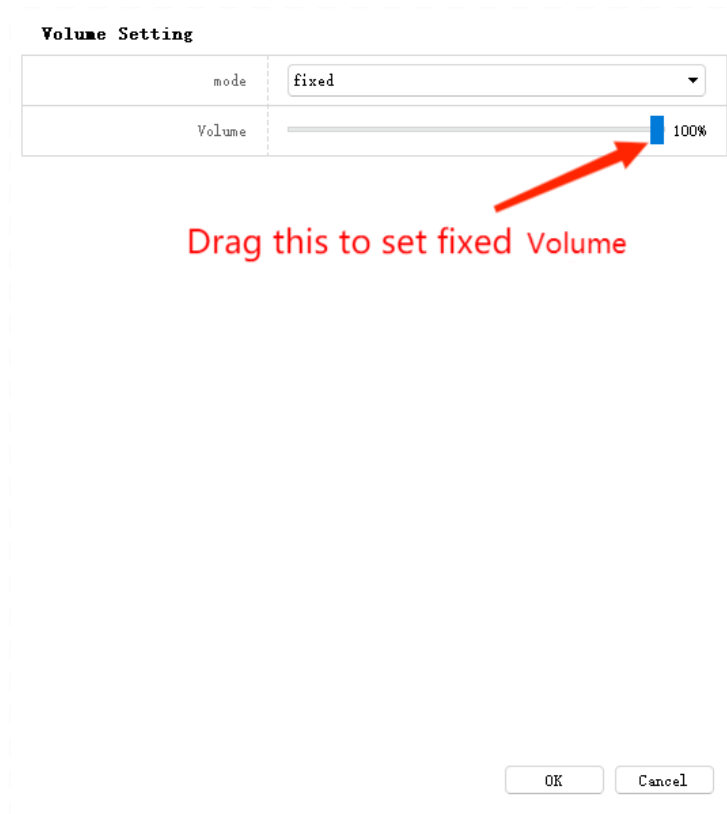 Volume Setting
mode
fixed
Volume
100%
Drag this to set fixed Volume
OK
Cancel